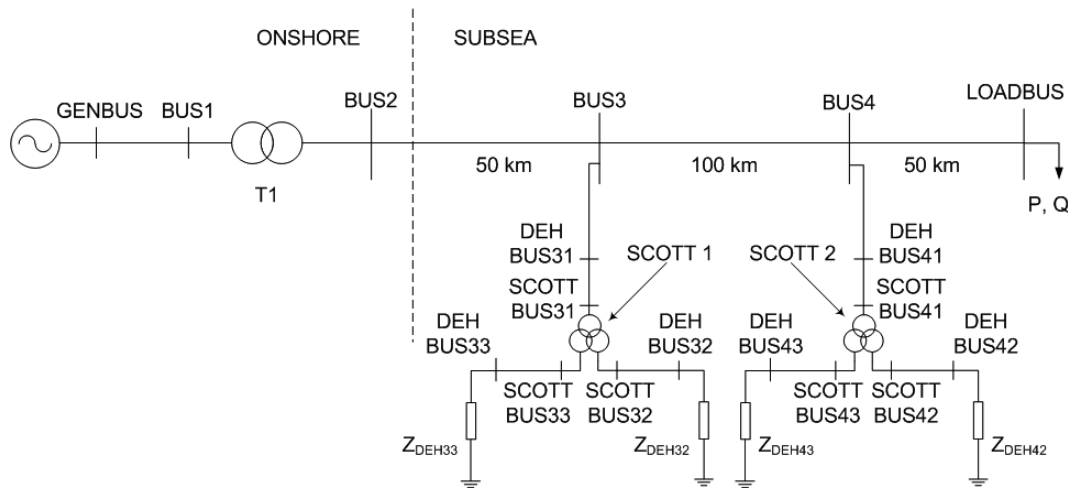 ONSHORE
SUBSEA
GENBUS
BUS1
BUS2
BUS3
BUS4
LOADBUS
T1
50 km
100 km
50 km
P, Q
DEH
BUS31
SCOTT
BUS31
SCOTT 1
SCOTT 2
DEH
BUS41
SCOTT
BUS41
DEH
BUS33
DEH
BUS32
DEH
BUS43
DEH
BUS42
SCOTT
BUS33
SCOTT
BUS32
SCOTT
BUS43
SCOTT
BUS42
ZDEH33
ZDEH32
ZDEH43
ZDEH42